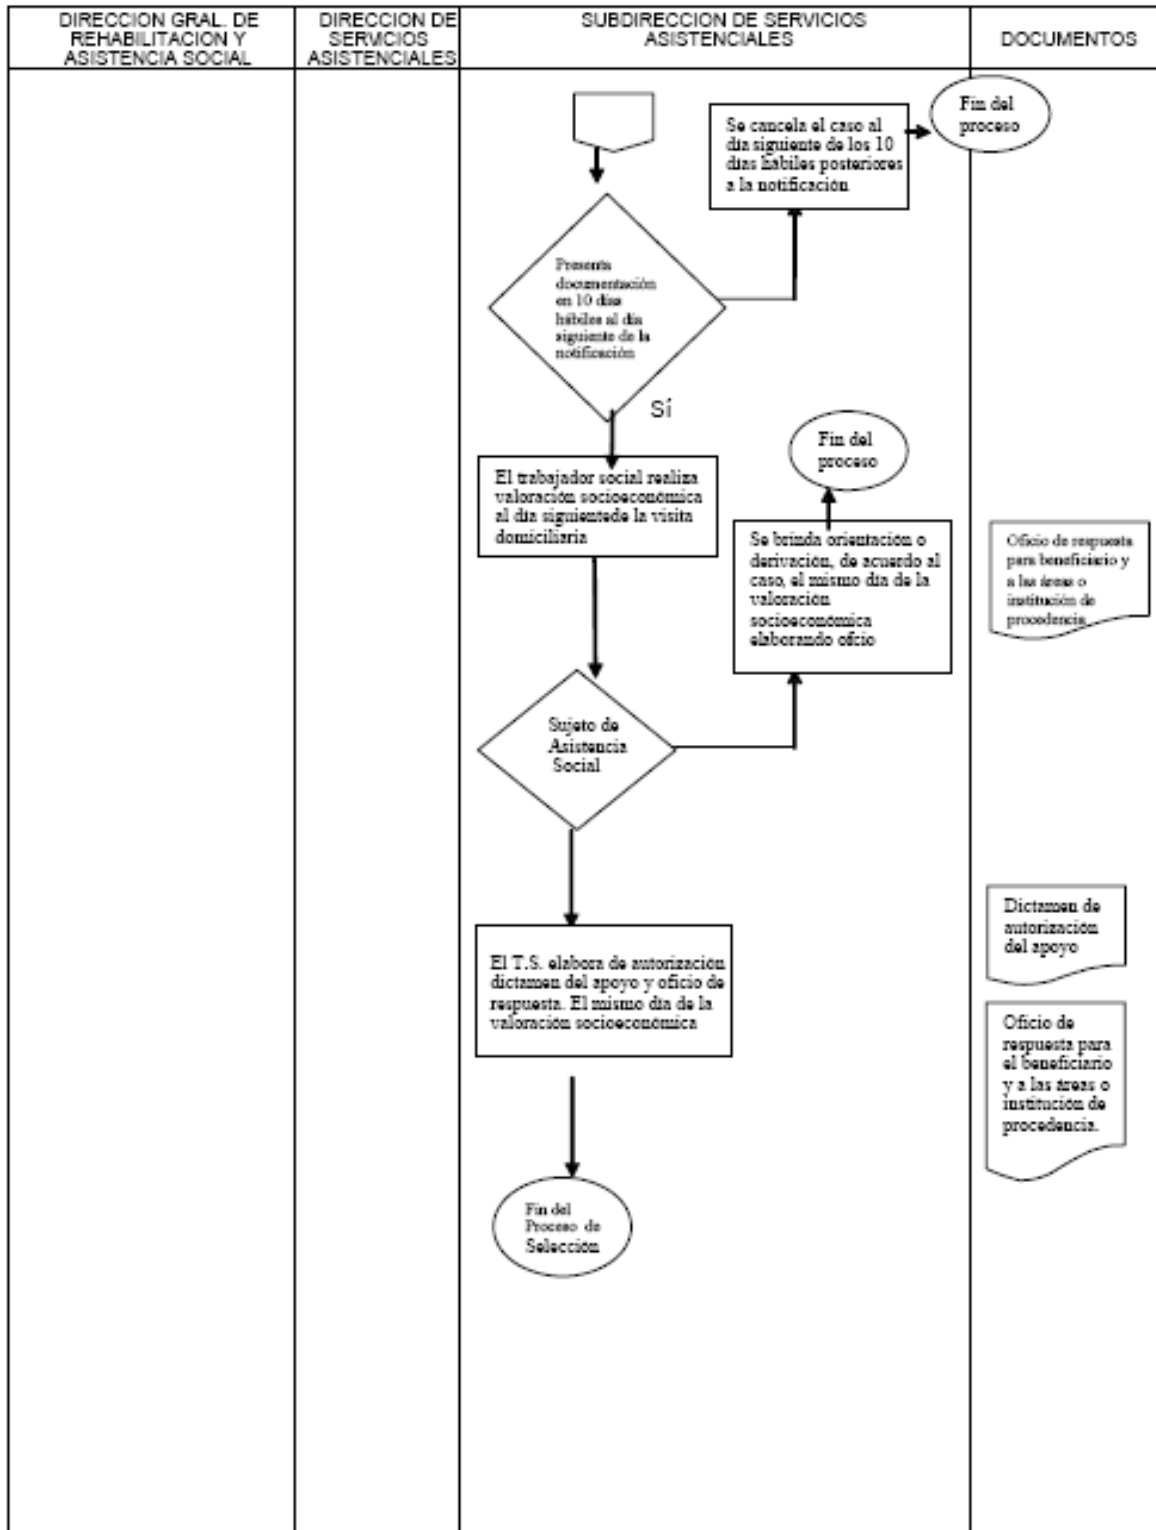 DIRECCION GRAL. DE
REHABILITACION Y
ASISTENCIA SOCIAL
DIRECCION DE
SERVICIOS
ASISTENCIALES
SUBDIRECCION DE SERVICIOS
ASISTENCIALES
DOCUMENTOS
Se cancela el caso al
día siguiente de los 10
días hábiles posteriores
a la notificación
Fin del
proceso
Presenta
documentación
en 10 días
hábiles al día
siguiente de la
notificación
Sí
El trabajador social realiza
valoración socioeconómica
al día siguientede la visita
domiciliaria
Fin del
proceso
Se brinda orientación o
derivación, de acuerdo al
caso, el mismo día de la
valoración
socioeconómica
elaborando ofcio
Oficio de respuesta
para beneficiario y
a las áreas o
institución de
procedencia
Sujeto de
Asistencia
Social
El T.S. elabora de autorización
dictamen del apoyo y oficio de
respuesta. El mismo día de la
valoración socioeconómica
Dictamen de
autorización
del apoyo
Oficio de
respuesta para
el beneficiario
y a las áreas o
institución de
procedencia.
Fin del
Proceso de
Selección